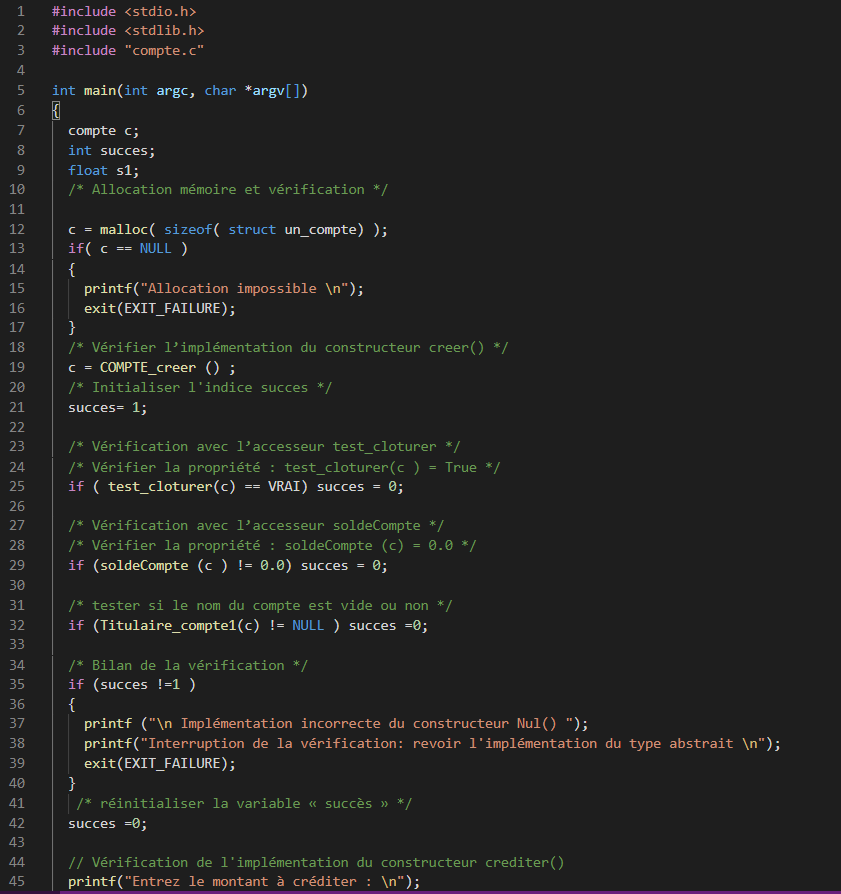 1 #include <stdio.h>
2 #include <stdlib.h>
3 #include "compte.c"
4
5 int main(int argc, char *argv[])
6 {
7 compte c;
8 int succes;
9 float s1;
10 /* Allocation mémoire et vérification */
11
12 c = malloc( sizeof( struct un_compte) );
13 if( c == NULL )
14 {
15 printf("Allocation impossible \n");
16 exit(EXIT_FAILURE);
17 }
18 /* Vérifier l’implémentation du constructeur creer() */
19 c = COMPTE_creer () ;
20 /* Initialiser l'indice succes */
21 succes= 1;
22
23 /* Vérification avec l’accesseur test_cloturer */
24 /* Vérifier la propriété : test_cloturer(c ) = True */
25 if ( test_cloturer(c) == VRAI) succes = 0;
26
27 /* Vérification avec l’accesseur soldeCompte */
28 /* Vérifier la propriété : soldeCompte (c) = 0.0 */
29 if (soldeCompte (c ) != 0.0) succes = 0;
30
31 /* tester si le nom du compte est vide ou non */
32 if (Titulaire_compte1(c) != NULL ) succes =0;
33
34 /* Bilan de la vérification */
35 if (succes !=1 )
36 {
37 printf ("\n Implémentation incorrecte du constructeur Nul() ");
38 printf("Interruption de la vérification: revoir l'implémentation du type abstrait \n");
39 exit(EXIT_FAILURE);
40 }
41 /* réinitialiser la variable « succès » */
42 succes =0;
43
44 // Vérification de l'implémentation du constructeur crediter()
45 printf("Entrez le montant à créditer : \n");